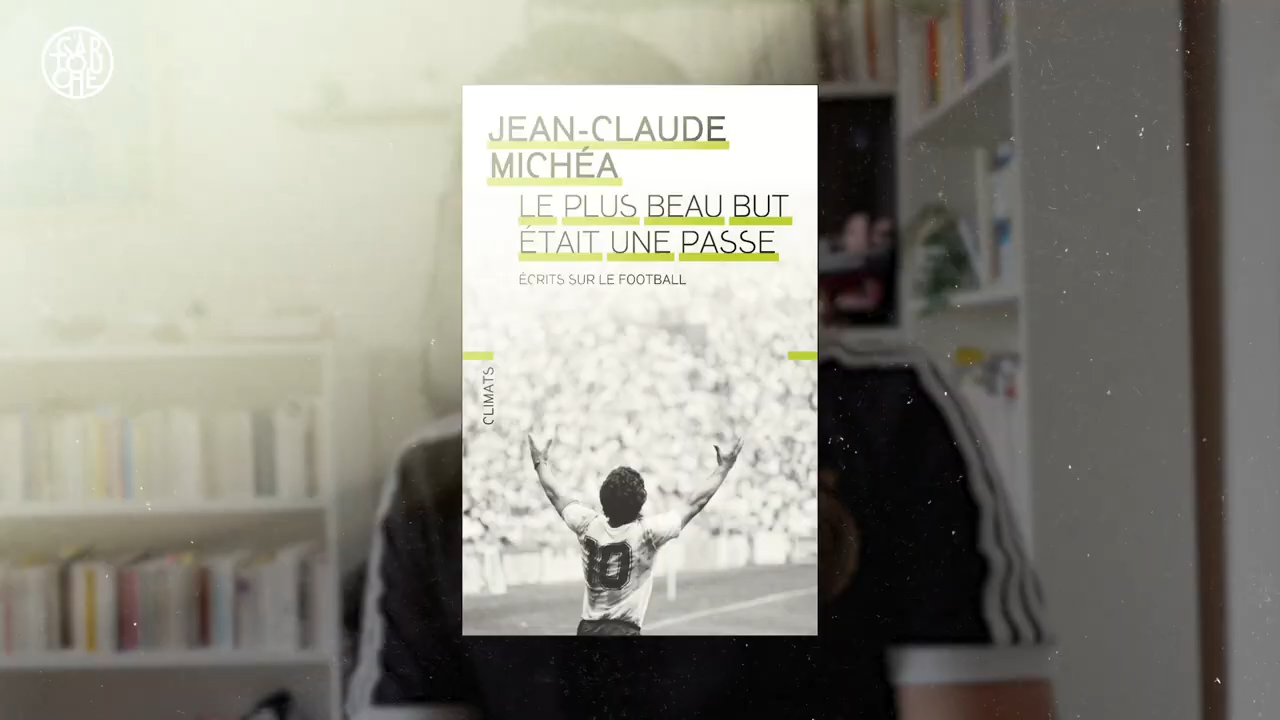 JEAN-CLAUDE
MICHÉA
LE PLUS BEAU BUT
ÉTAIT UNE PASSE
ÉCRITS SUR LE FOOTBALL
CLIMATS
10